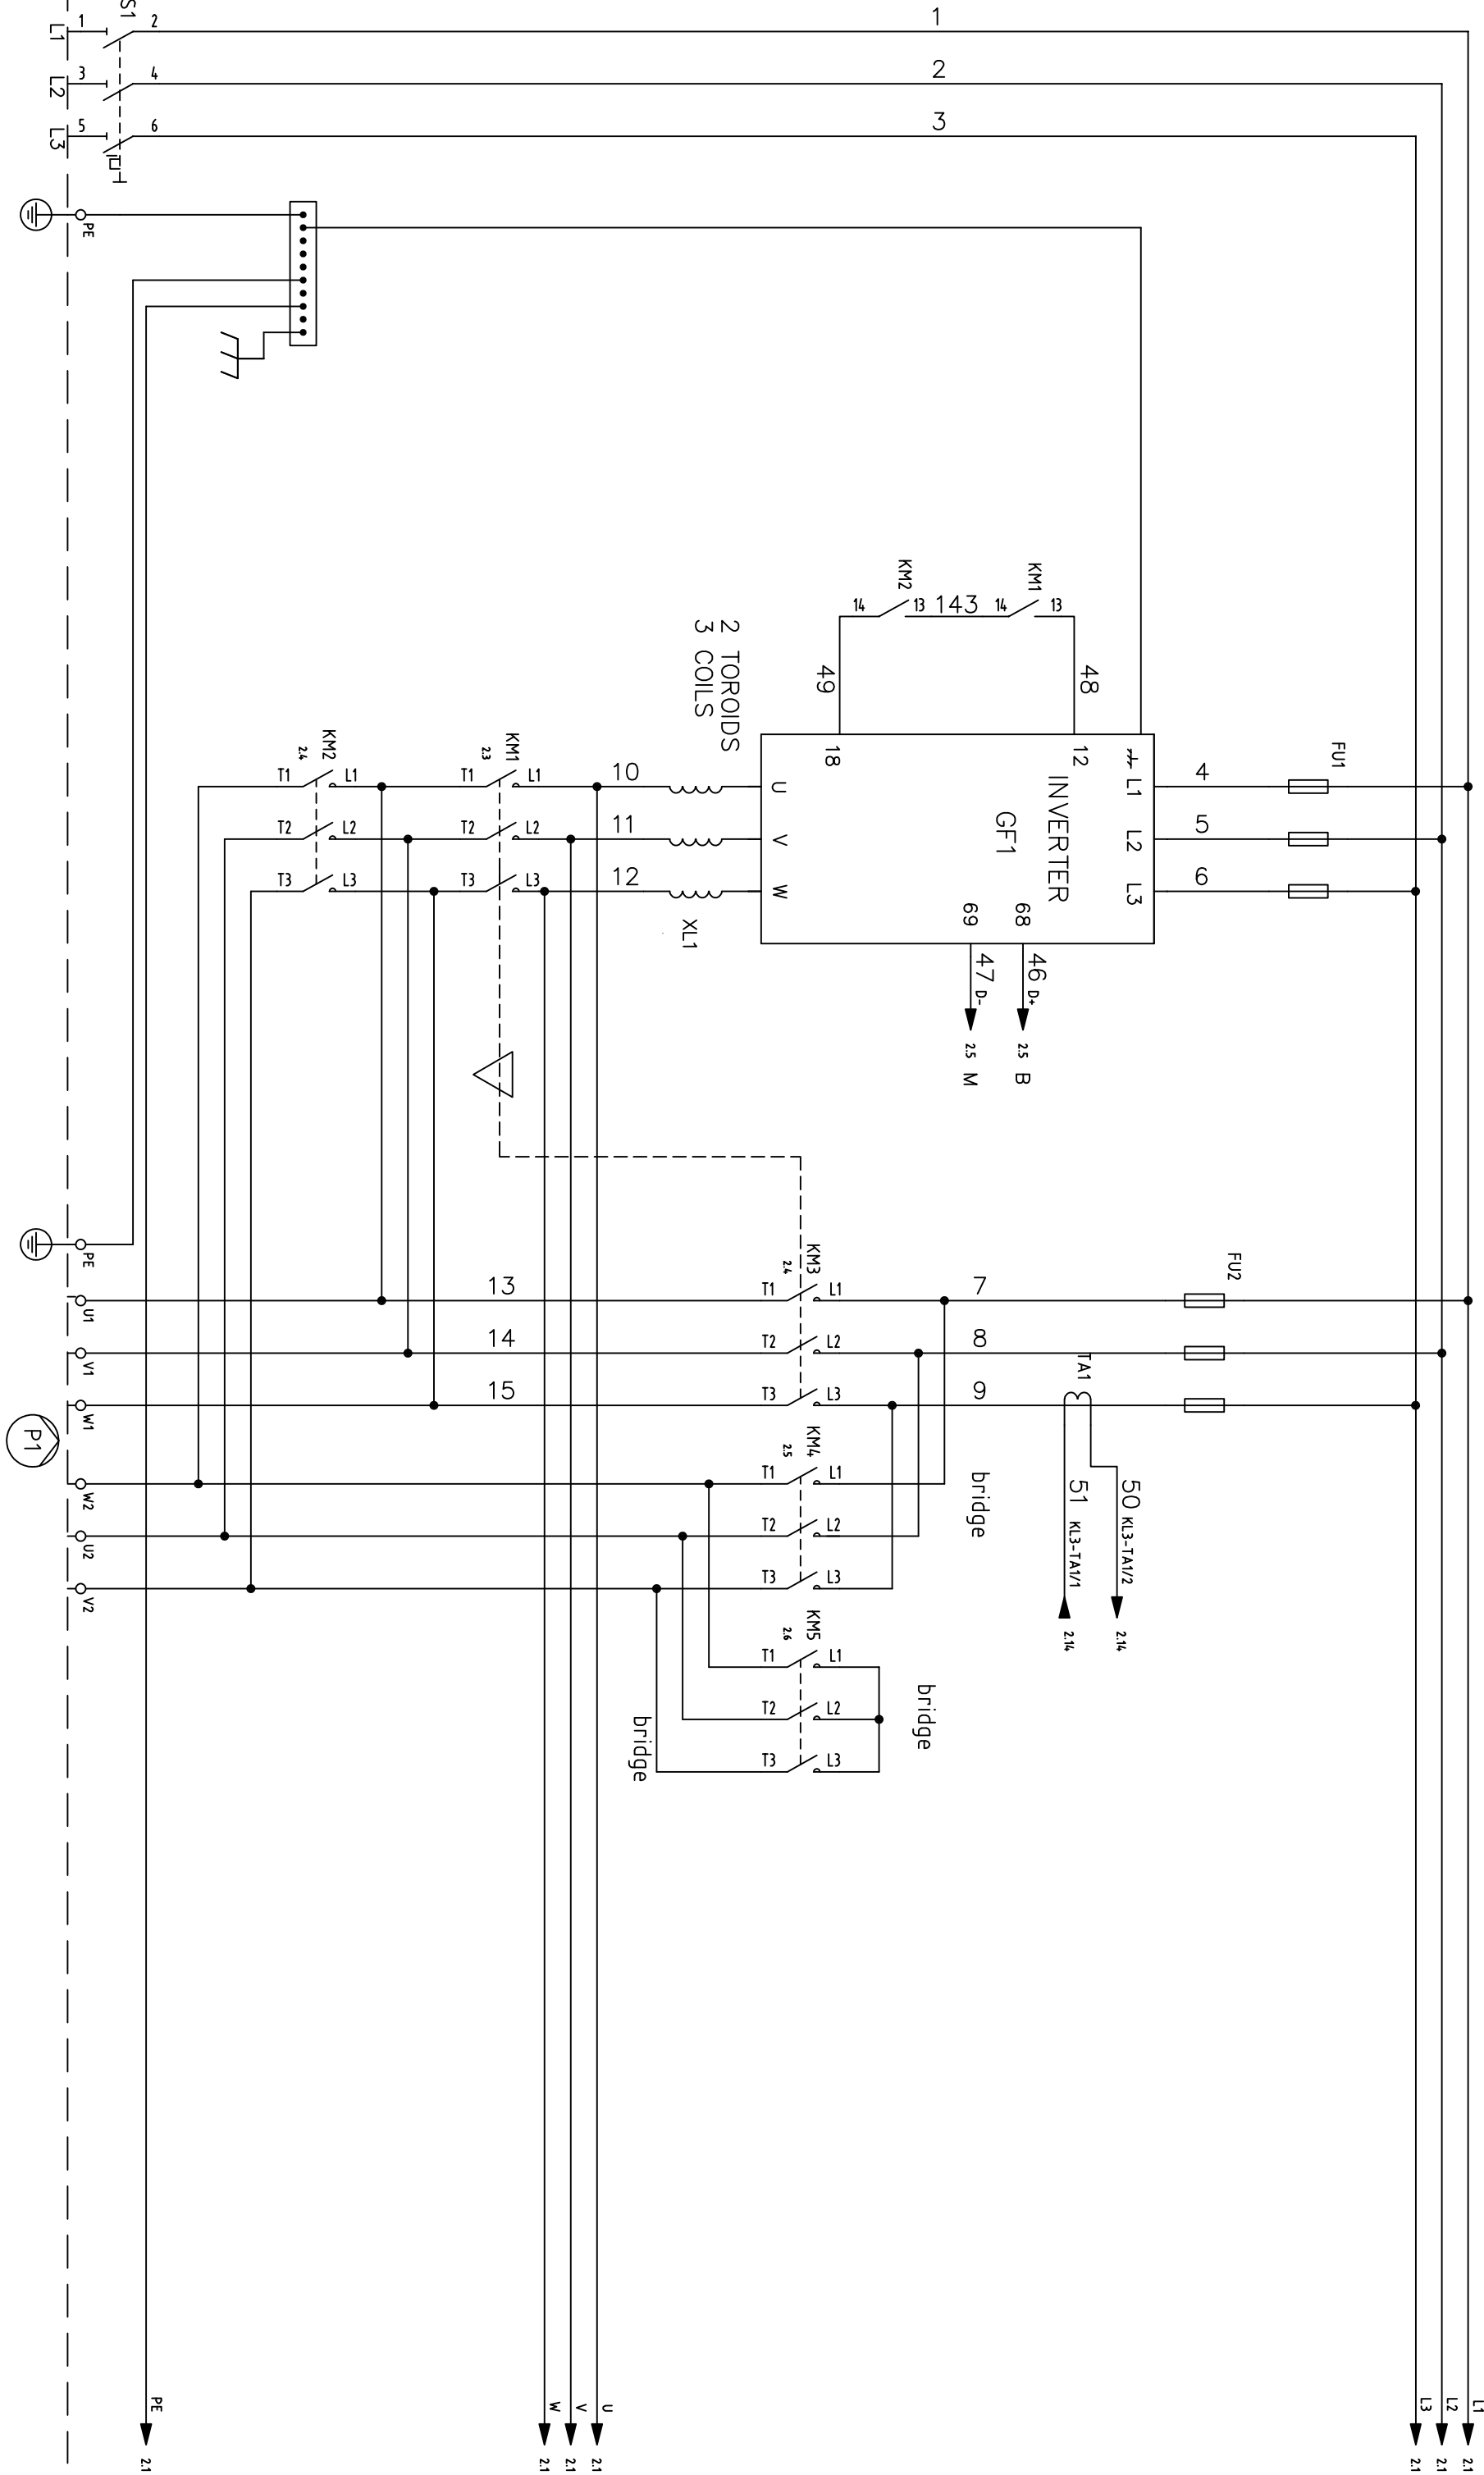 S1
1
2
L1
1
3
4
L2
2
5
6
L3
3
PE
KM2
KM1
14
13
143
14
13
49
48
2 TOROIDS
3 COILS
KM2
2.4
KM1
2.3
FU1
18
12
INVERTER
GF1
T1
L1
T1
L1
10
U
L1
4
T2
L2
T2
L2
11
V
L2
5
T3
L3
T3
L3
12
W
L3
6
XL1
69
68
47
D-
46
D+
2.5
M
2.5
B
PE
KM3
2.4
FU2
U1
13
T1
L1
7
V1
14
T2
L2
8
TA1
W1
15
T3
L3
9
P1
KM4
2.5
bridge
51
KL3-TA1/1
2.14
50
KL3-TA1/2
2.14
W2
T1
L1
U2
T2
L2
V2
T3
L3
KM5
2.6
T1
L1
T2
L2
T3
L3
bridge
bridge
PE
2.1
W
2.1
V
2.1
U
2.1
L3
2.1
L2
2.1
L1
2.1